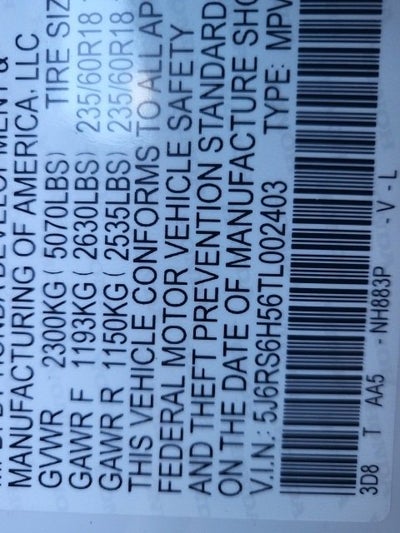 MANUFACTURING OF AMERICA, LLC
GVWR 2300KG ( 5070LBS) TIRE SIZ
GAWR F 1193KG ( 2630LBS) 235/60R18
GAWR R 1150KG ( 2535LBS) 235/60R18
THIS VEHICLE CONFORMS TO ALL AP
FEDERAL MOTOR VEHICLE SAFETY
AND THEFT PREVENTION STANDARD
ON THE DATE OF MANUFACTURE SHO
V.I.N.: 5J6RS6H56TL002403 TYPE: MPV
3D8 T AA5 - NH883P - V - L